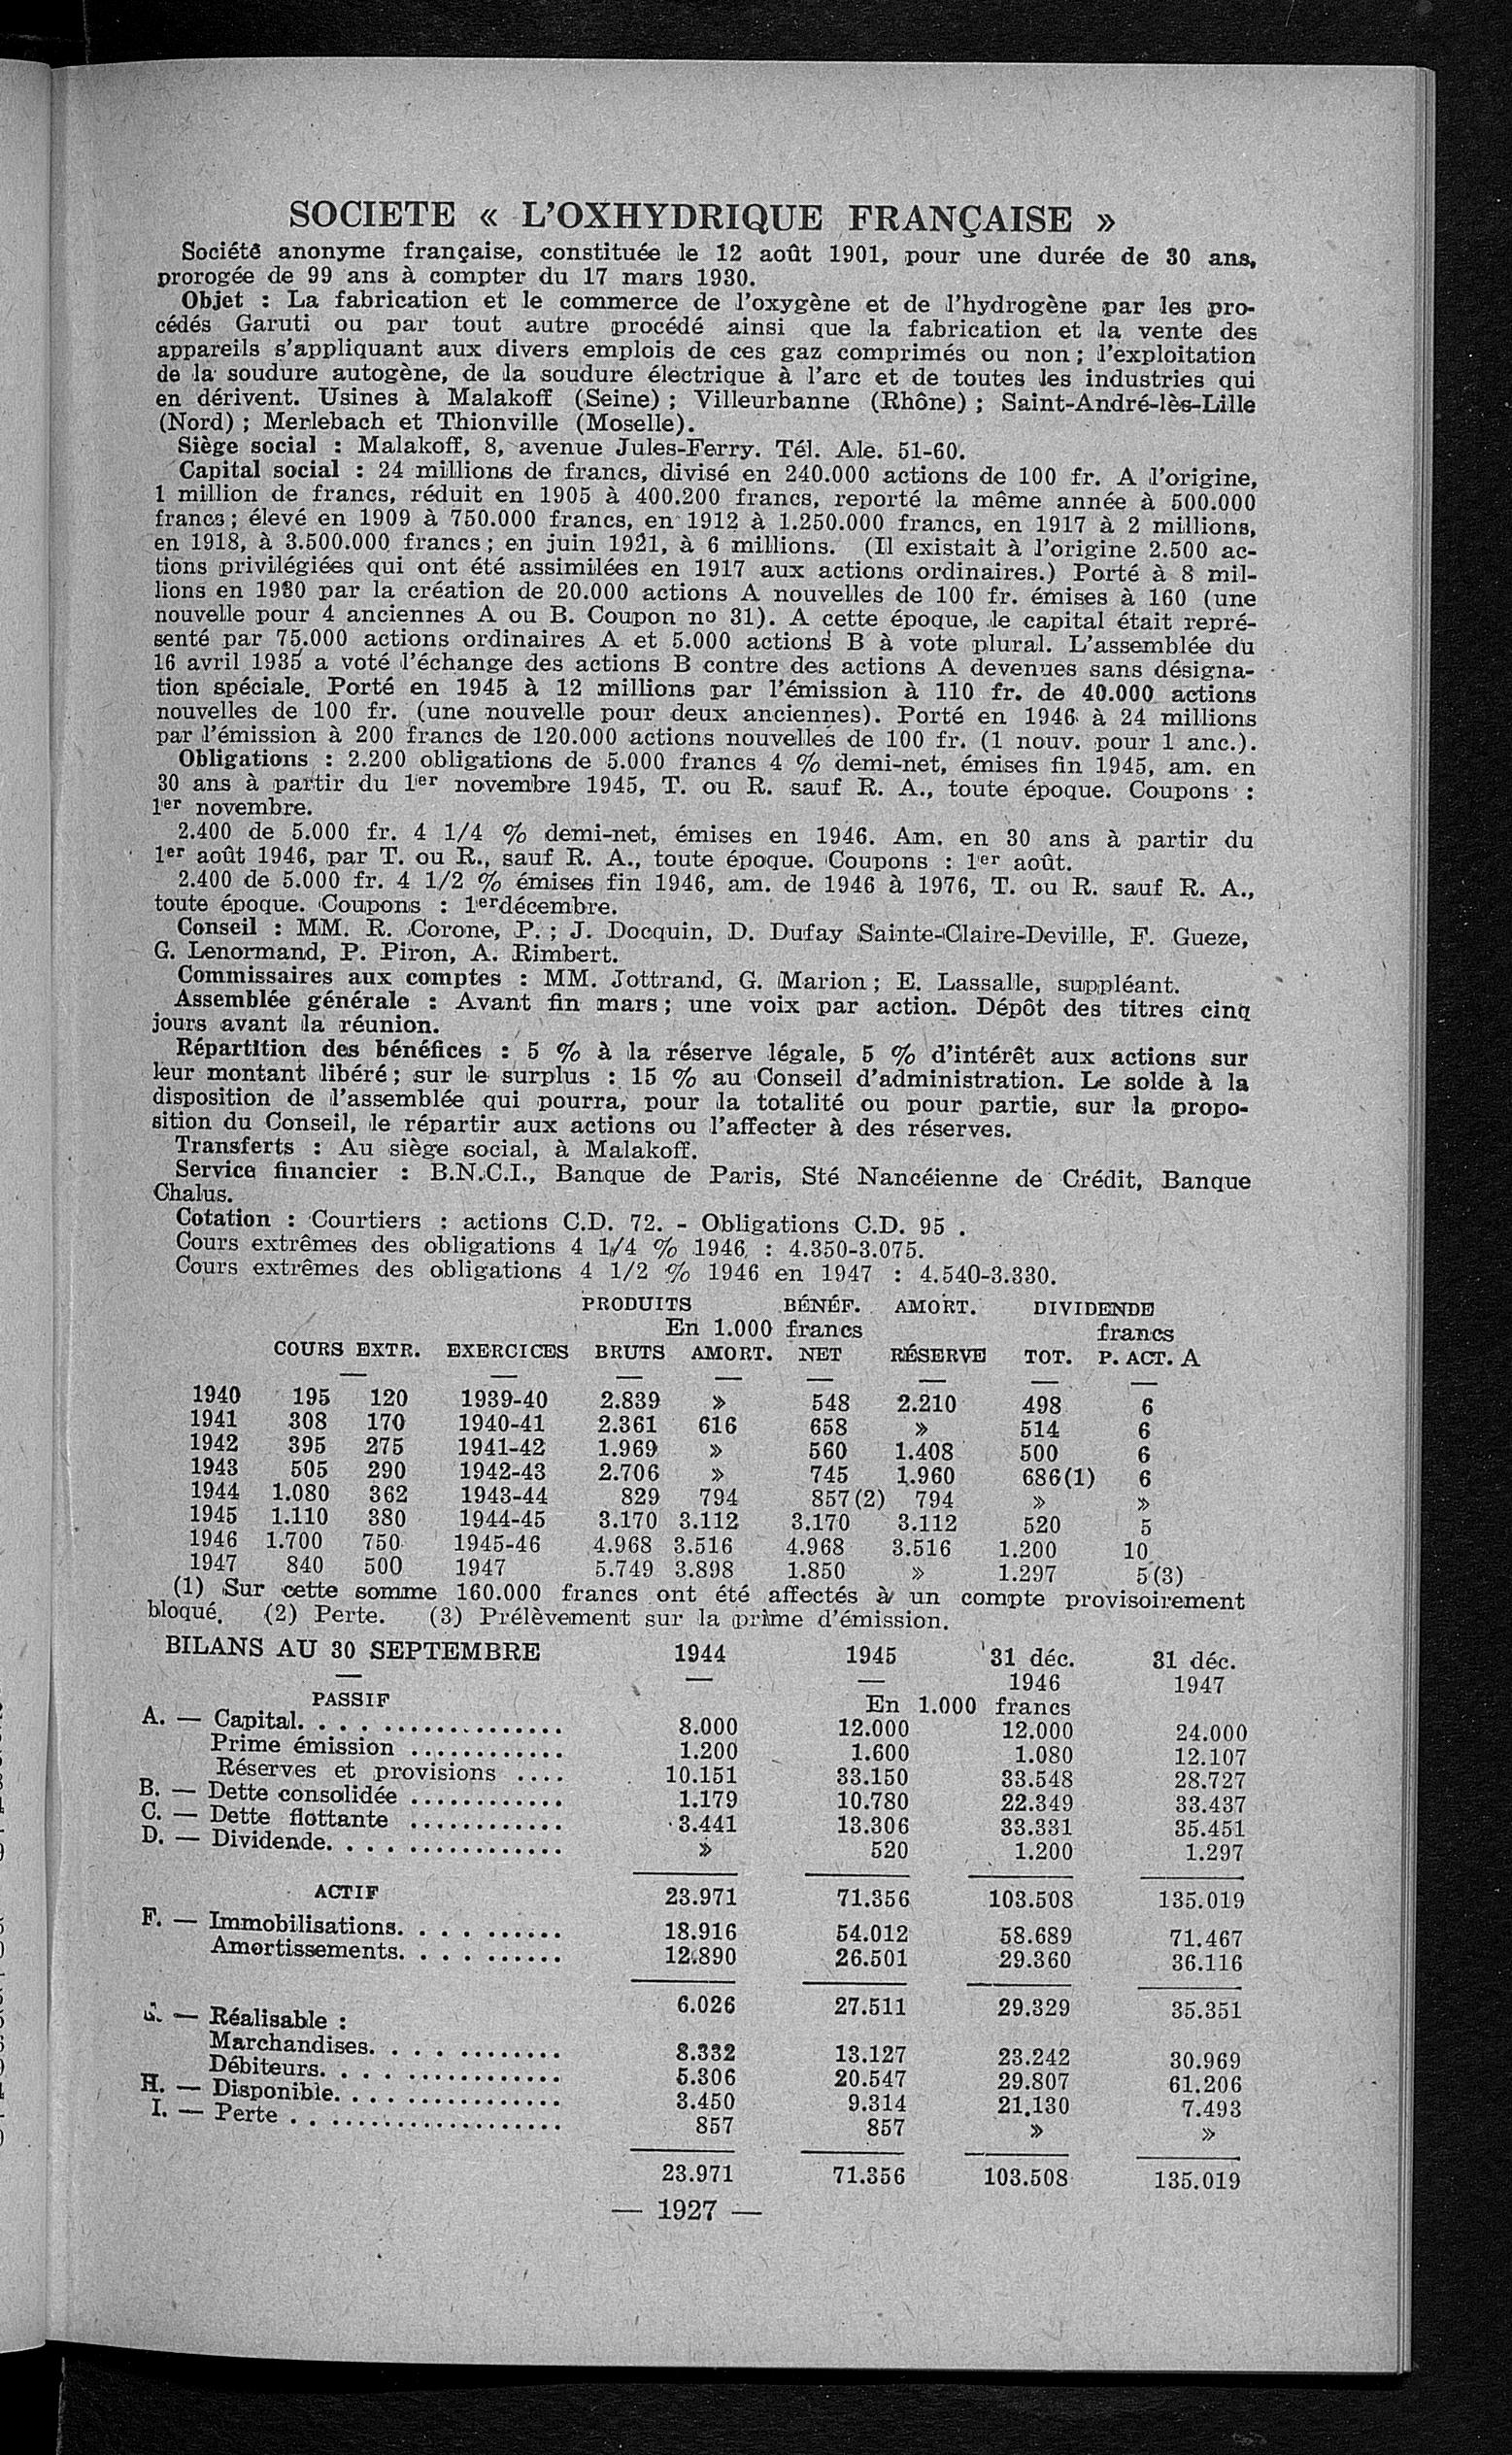 SOCIETE « L'OXHYDRIQUE FRANÇAISE »
Société anonyme française, constituée le 12 août 1901, pour une durée de 30 ans,
prorogée de 99 ans à compter du 17 mars 1930.
Objet : La fabrication et le commerce de l'oxygène et de l'hydrogène par les pro-
cédés Garuti ou par tout autre procédé ainsi que la fabrication et la vente des
appareils s'appliquant aux divers emplois de ces gaz comprimés ou non ; l'exploitation
de la soudure autogène, de la soudure électrique à l'arc et de toutes les industries qui
en dérivent. Usines à Malakoff (Seine) ; Villeurbanne (Rhône) ; Saint-André-lès-Lille
(Nord) ; Merlebach et Thionville (Moselle).
Siège social : Malakoff, 8, avenue Jules-Ferry. Tél. Ale. 51-60.
Capital social : 24 millions de francs, divisé en 240.000 actions de 100 fr. A l'origine,
1 million de francs, réduit en 1905 à 400.200 francs, reporté la même année à 500.000
francs ; élevé en 1909 à 750.000 francs, en 1912 à 1.250.000 francs, en 1917 à 2 millions,
en 1918, à 3.500.000 francs ; en juin 1921, à 6 millions. (Il existait à l'origine 2.500 ac-
tions privilégiées qui ont été assimilées en 1917 aux actions ordinaires.) Porté à 8 mil-
lions en 1930 par la création de 20.000 actions A nouvelles de 100 fr. émises à 160 (une
nouvelle pour 4 anciennes A ou B. Coupon no 31). A cette époque, le capital était repré-
senté par 75.000 actions ordinaires A et 5.000 actions B à vote plural. L'assemblée du
16 avril 1935 a voté l'échange des actions B contre des actions A devenues sans désigna-
tion spéciale. Porté en 1945 à 12 millions par l'émission à 110 fr. de 40.000 actions
nouvelles de 100 fr. (une nouvelle pour deux anciennes). Porté en 1946 à 24 millions
par l'émission à 200 francs de 120.000 actions nouvelles de 100 fr. (1 nouv. pour 1 anc.).
Obligations : 2.200 obligations de 5.000 francs 4 % demi-net, émises fin 1945, am. en
30 ans à partir du 1er novembre 1945, T. ou R. sauf R. A., toute époque. Coupons :
1er novembre.
2.400 de 5.000 fr. 4 1/4 % demi-net, émises en 1946. Am. en 30 ans à partir du
1er août 1946, par T. ou R., sauf R. A., toute époque. Coupons : 1er août.
2.400 de 5.000 fr. 4 1/2 % émises fin 1946, am. de 1946 à 1976, T. ou R. sauf R. A.,
toute époque. Coupons : 1er décembre.
Conseil : MM. R. Corone, P. ; J. Docquin, D. Dufay Sainte-Claire-Deville, F. Gueze,
G. Lenormand, P. Piron, A. Rimbert.
Commissaires aux comptes : MM. Jottrand, G. Marion ; E. Lassalle, suppléant.
Assemblée générale : Avant fin mars ; une voix par action. Dépôt des titres cinq
jours avant la réunion.
Répartition des bénéfices : 5 % à la réserve légale, 5 % d'intérêt aux actions sur
leur montant libéré ; sur le surplus : 15 % au Conseil d'administration. Le solde à la
disposition de l'assemblée qui pourra, pour la totalité ou pour partie, sur la propo-
sition du Conseil, le répartir aux actions ou l'affecter à des réserves.
Transferts : Au siège social, à Malakoff.
Service financier : B.N.C.I., Banque de Paris, Sté Nancéienne de Crédit, Banque
Chalus.
Cotation : Courtiers : actions C.D. 72. - Obligations C.D. 95 .
Cours extrêmes des obligations 4 1/4 % 1946 : 4.350-3.075.
Cours extrêmes des obligations 4 1/2 % 1946 en 1947 : 4.540-3.330.
PRODUITS BÉNÉF. AMORT. DIVIDENDE
En 1.000 francs francs
COURS EXTR. EXERCICES BRUTS AMORT. NET RÉSERVE TOT. P. ACT. A
1940 195 120 1939-40 2.839 » 548 2.210 498 6
1941 308 170 1940-41 2.361 616 658 » 514 6
1942 395 275 1941-42 1.969 » 560 1.408 500 6
1943 505 290 1942-43 2.706 » 745 1.960 686(1) 6
1944 1.080 362 1943-44 829 794 857(2) 794 » »
1945 1.110 380 1944-45 3.170 3.112 3.170 3.112 520 5
1946 1.700 750 1945-46 4.968 3.516 4.968 3.516 1.200 10
1947 840 500 1947 5.749 3.898 1.850 » 1.297 5(3)
(1) Sur cette somme 160.000 francs ont été affectés à un compte provisoirement
bloqué. (2) Perte. (3) Prélèvement sur la prime d'émission.
BILANS AU 30 SEPTEMBRE 1944 1945 31 déc. 31 déc.
1946 1947
PASSIF En 1.000 francs
A. — Capital. . . . . . . . . . . . . . . . 8.000 12.000 12.000 24.000
Prime émission . . . . . . . . . . . . 1.200 1.600 1.080 12.107
Réserves et provisions . . . . 10.151 33.150 33.548 28.727
B. — Dette consolidée . . . . . . . . . . . . 1.179 10.780 22.349 33.437
C. — Dette flottante . . . . . . . . . . . . 3.441 13.306 33.331 35.451
D. — Dividende. . . . . . . . . . . . . . . . » 520 1.200 1.297
ACTIF 23.971 71.356 103.508 135.019
F. — Immobilisations. . . . . . . . . . 18.916 54.012 58.689 71.467
Amortissements. . . . . . . . . . 12.890 26.501 29.360 36.116
6.026 27.511 29.329 35.351
G. — Réalisable :
Marchandises. . . . . . . . . . . . . 8.332 13.127 23.242 30.969
Débiteurs. . . . . . . . . . . . . . . . 5.306 20.547 29.807 61.206
H. — Disponible. . . . . . . . . . . . . . . 3.450 9.314 21.130 7.493
I. — Perte . . . . . . . . . . . . . . . . . . . 857 857 » »
23.971 71.356 103.508 135.019
— 1927 —